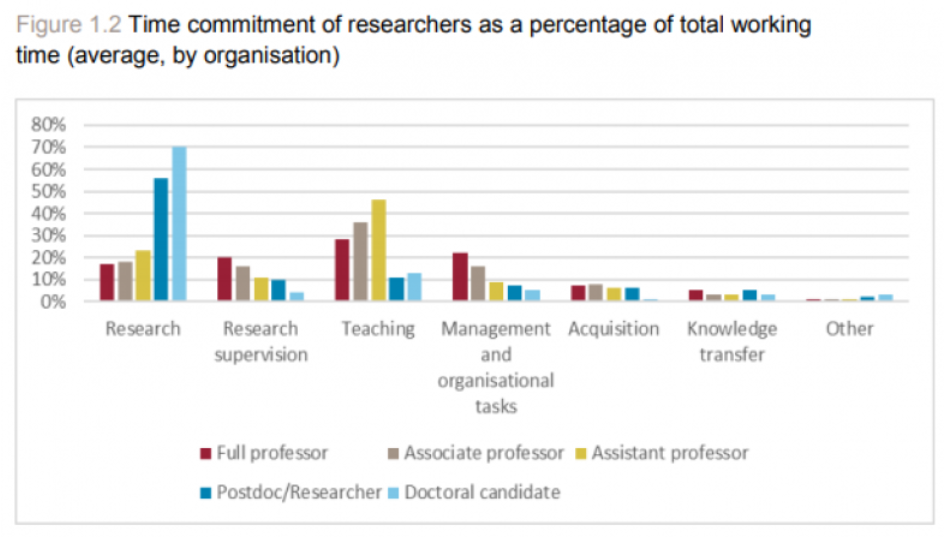 Figure 1.2 Time commitment of researchers as a percentage of total working
time (average, by organisation)
80%
70%
60%
50%
40%
30%
20%
10%
0%
Research
Research
supervision
Teaching
Management
and
organisational
tasks
Acquisition
Knowledge
transfer
Other
Full professor
Associate professor
Assistant professor
Postdoc/Researcher
Doctoral candidate